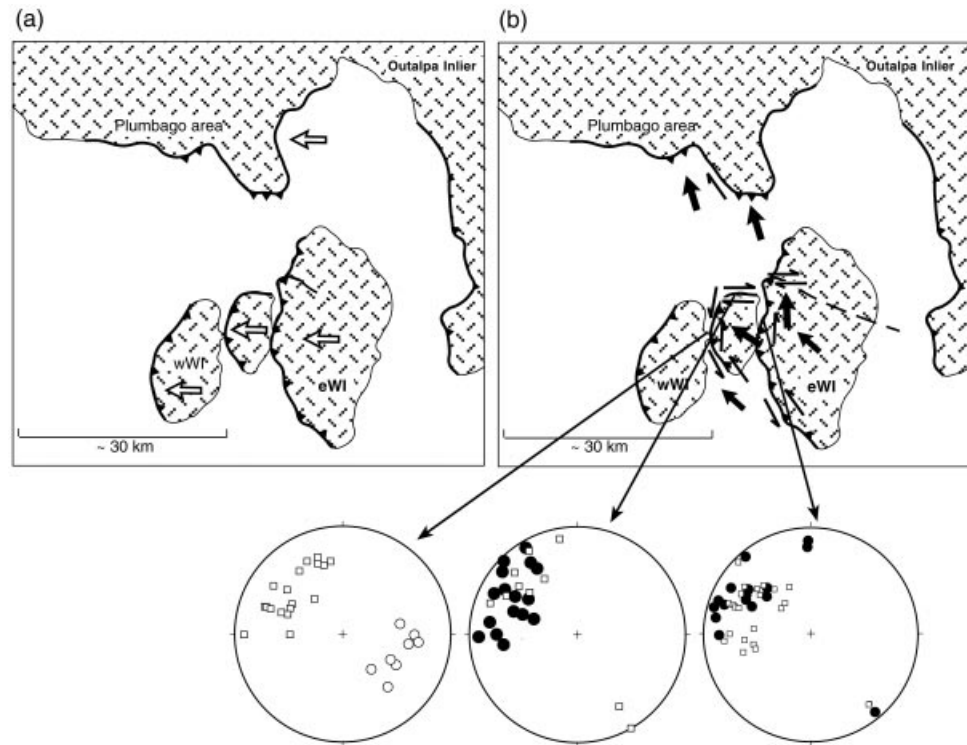 (a)
(b)
Outalpa Inlier
Outalpa Inlier
Plumbago area
Plumbago area
wWI
eWI
wWI
eWI
~ 30 km
~ 30 km